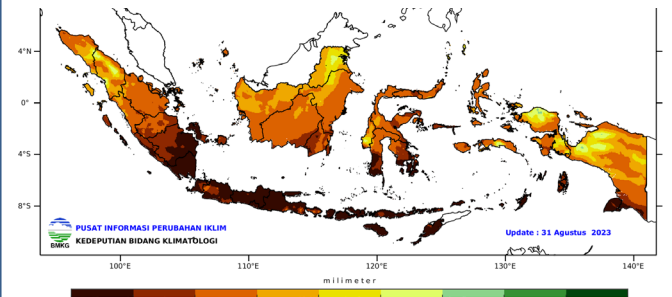 4°N
0°
4°S
8°S
BMKG
PUSAT INFORMASI PERUBAHAN IKLIM
KEDEPUTIAN BIDANG KLIMATOLOGI
Update : 31 Agustus 2023
100°E 110°E 120°E 130°E 140°E
milimeter